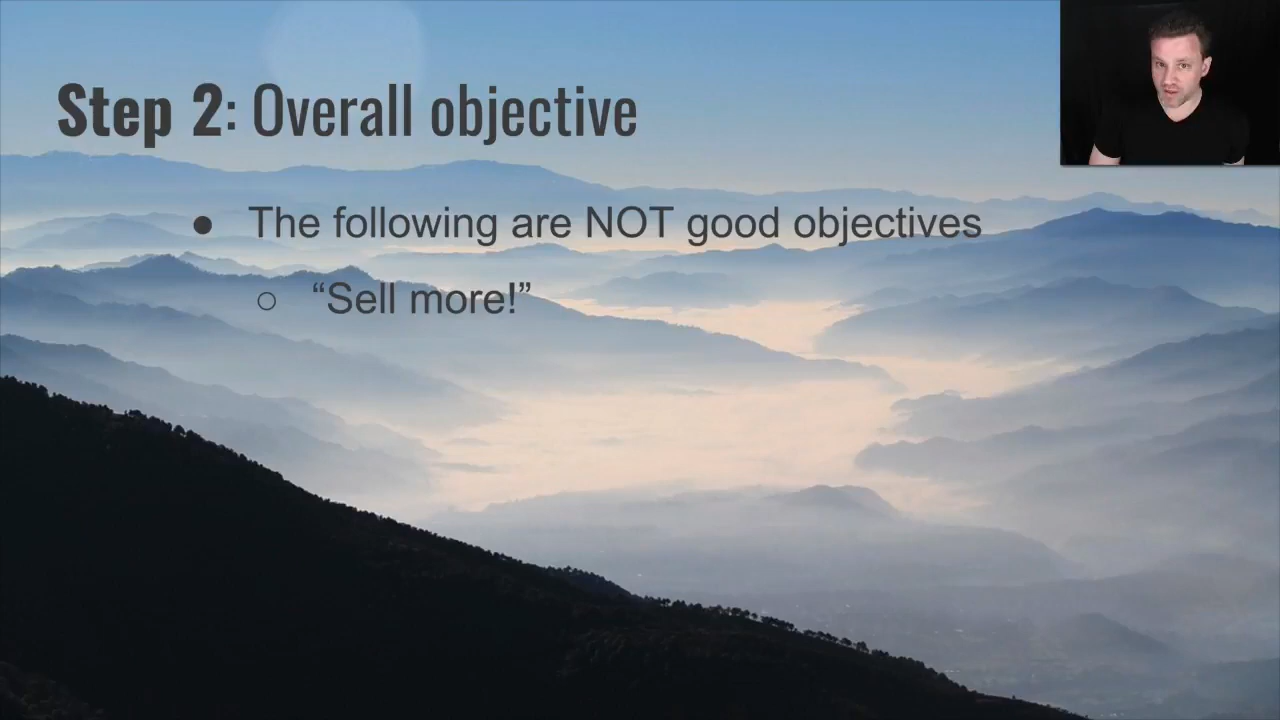 Step 2: Overall objective
● The following are NOT good objectives
○ “Sell more!”